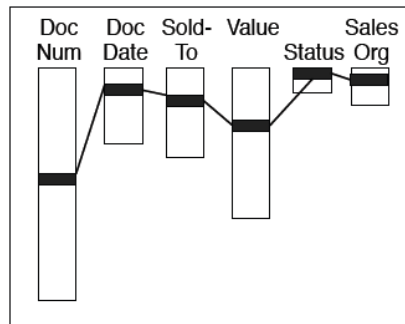 Doc Num
Doc Date
Sold-To
Value
Status
Sales Org